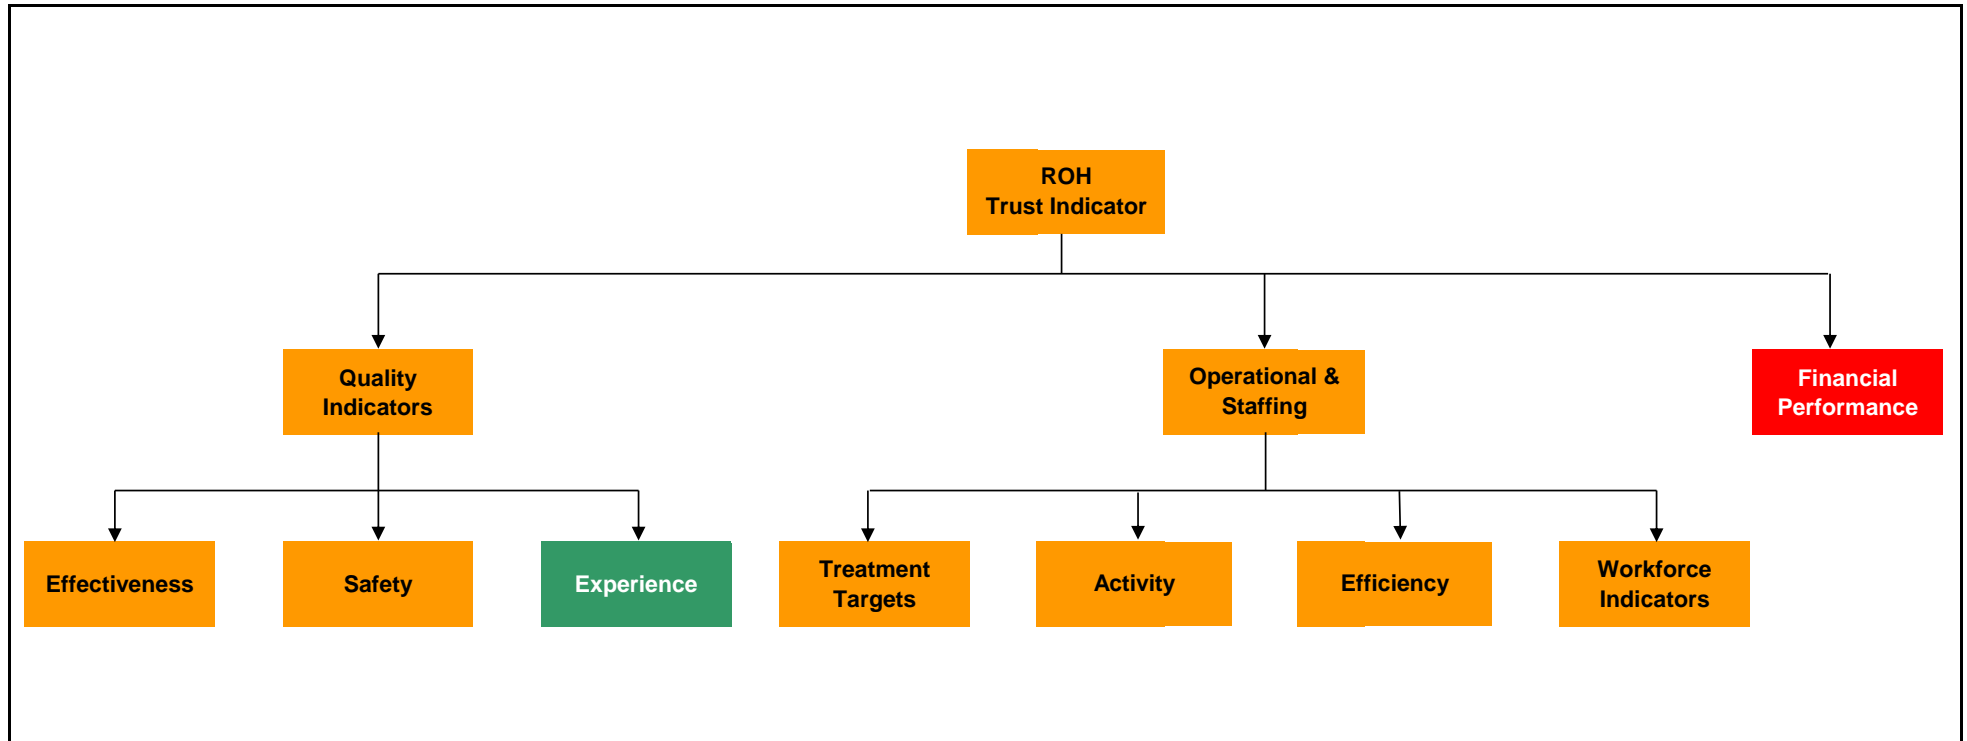 ROH
Trust Indicator
Quality
Indicators
Operational &
Staffing
Financial
Performance
Effectiveness
Safety
Experience
Treatment
Targets
Activity
Efficiency
Workforce
Indicators